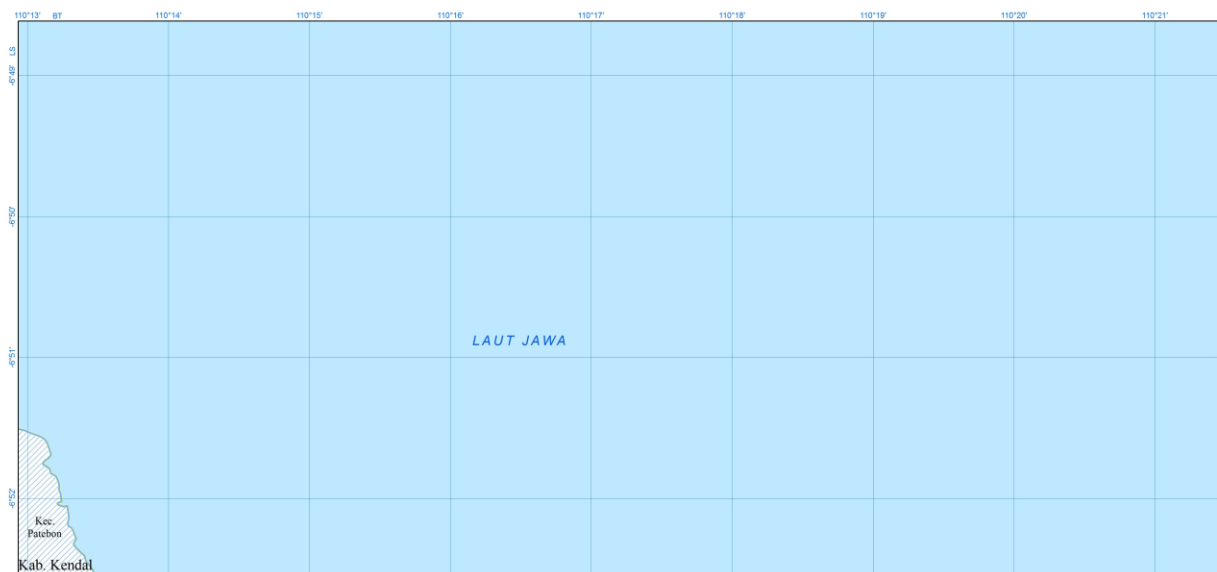 110°13' BT 110°14' 110°15' 110°16' 110°17' 110°18' 110°19' 110°20' 110°21'
LS
-6°49'
-6°50'
LAUT JAWA
-6°51'
-6°52'
Kec.
Patebon
Kab. Kendal